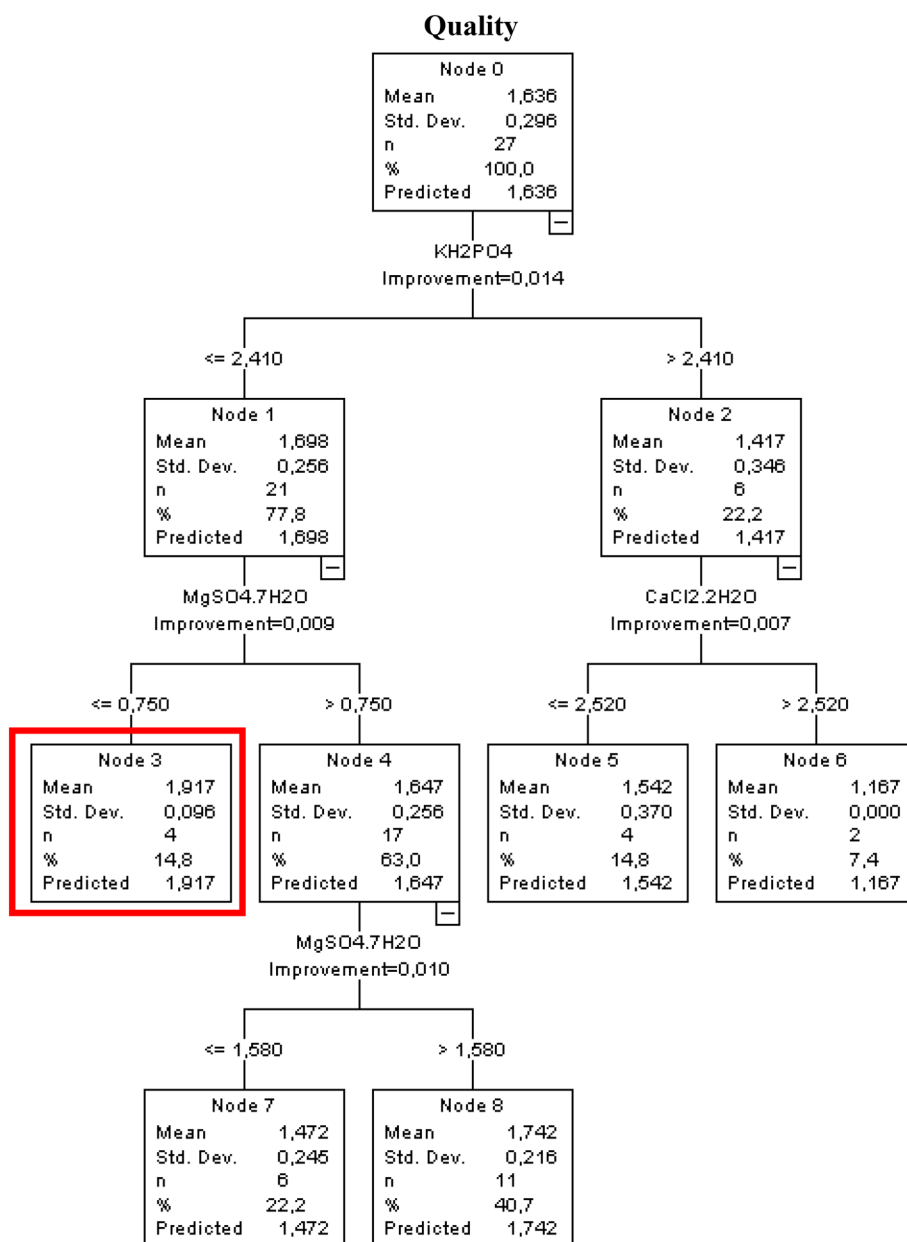 Quality
Node 0
Mean 1,636
Std. Dev. 0,296
n 27
% 100,0
Predicted 1,636
KH2PO4
Improvement=0,014
<= 2,410
> 2,410
Node 1
Mean 1,698
Std. Dev. 0,256
n 21
% 77,8
Predicted 1,698
Node 2
Mean 1,417
Std. Dev. 0,346
n 6
% 22,2
Predicted 1,417
MgSO4.7H2O
Improvement=0,009
CaCl2.2H2O
Improvement=0,007
<= 0,750
> 0,750
<= 2,520
> 2,520
Node 3
Mean 1,917
Std. Dev. 0,096
n 4
% 14,8
Predicted 1,917
Node 4
Mean 1,647
Std. Dev. 0,256
n 17
% 63,0
Predicted 1,647
Node 5
Mean 1,542
Std. Dev. 0,370
n 4
% 14,8
Predicted 1,542
Node 6
Mean 1,167
Std. Dev. 0,000
n 2
% 7,4
Predicted 1,167
MgSO4.7H2O
Improvement=0,010
<= 1,580
> 1,580
Node 7
Mean 1,472
Std. Dev. 0,245
n 6
% 22,2
Predicted 1,472
Node 8
Mean 1,742
Std. Dev. 0,216
n 11
% 40,7
Predicted 1,742